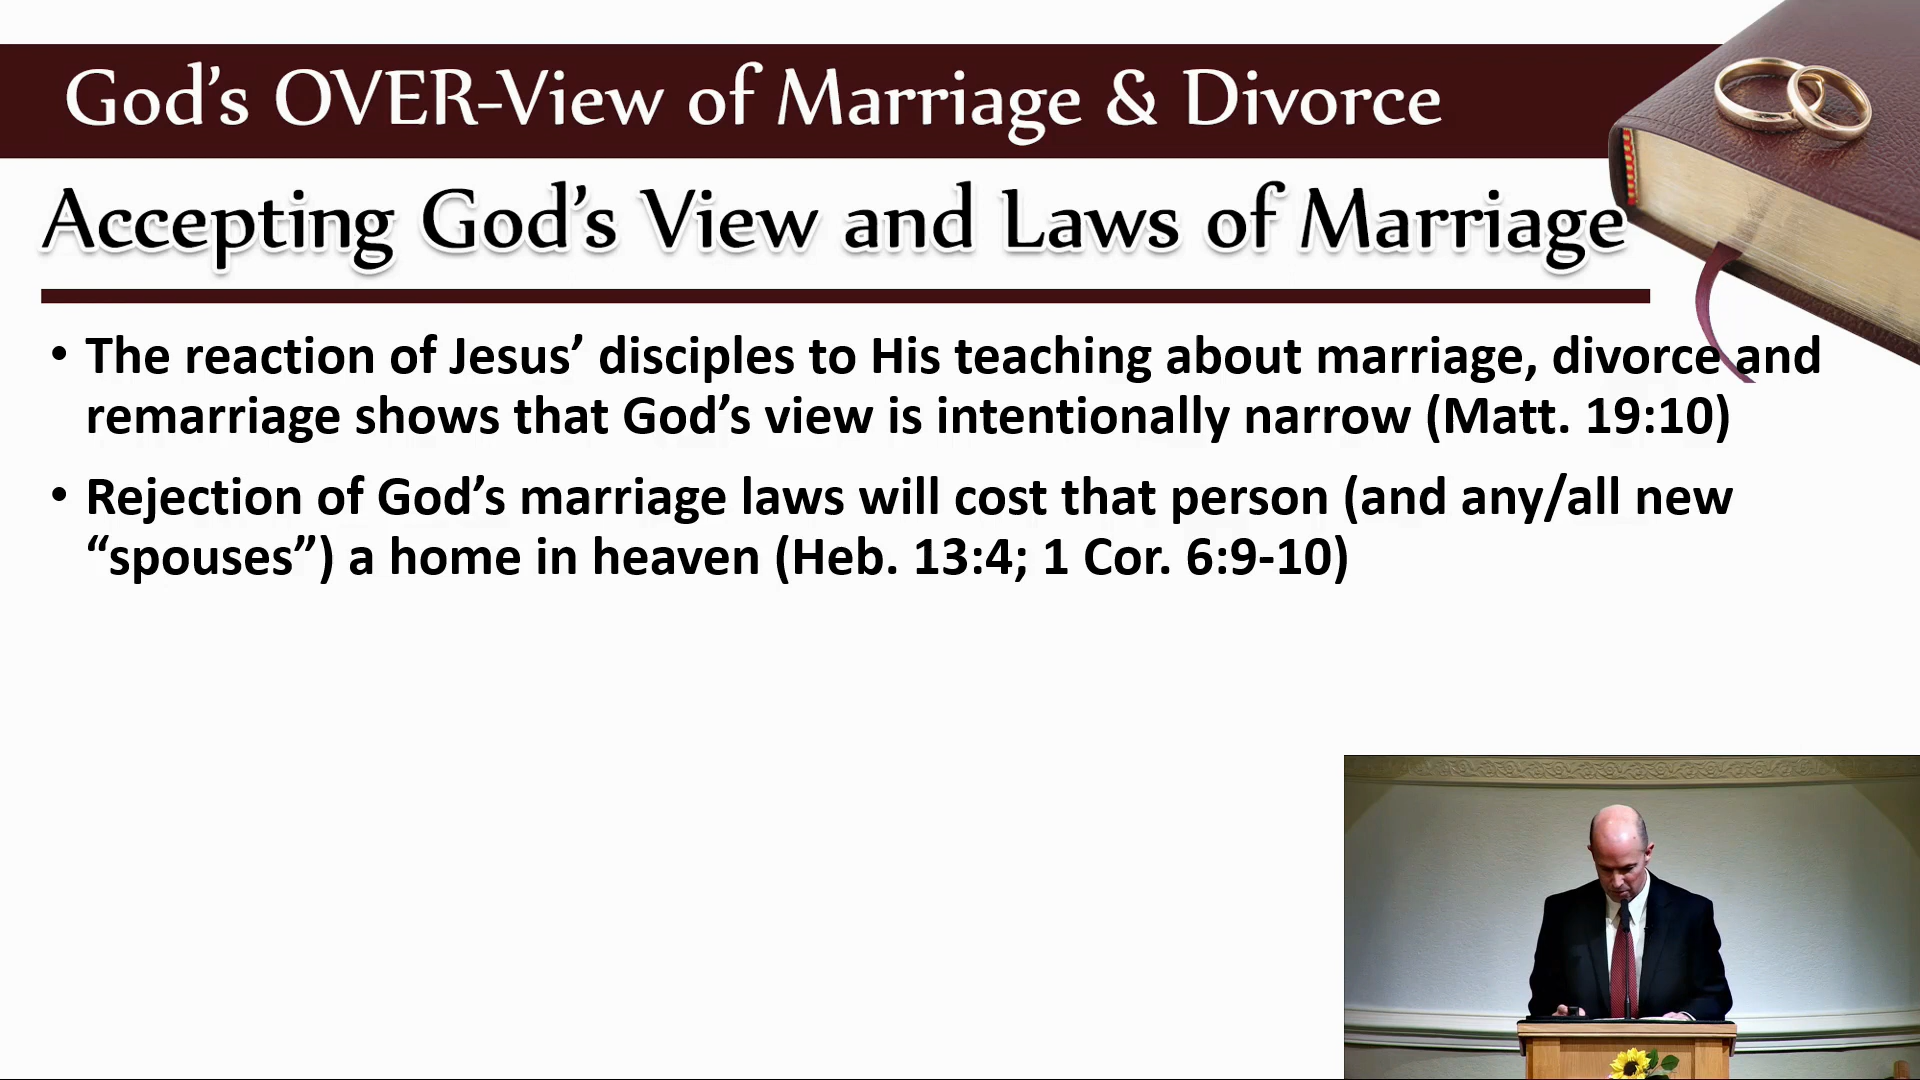 God’s OVER-View of Marriage & Divorce
Accepting God’s View and Laws of Marriage
• The reaction of Jesus’ disciples to His teaching about marriage, divorce and
remarriage shows that God’s view is intentionally narrow (Matt. 19:10)
• Rejection of God’s marriage laws will cost that person (and any/all new
“spouses”) a home in heaven (Heb. 13:4; 1 Cor. 6:9-10)